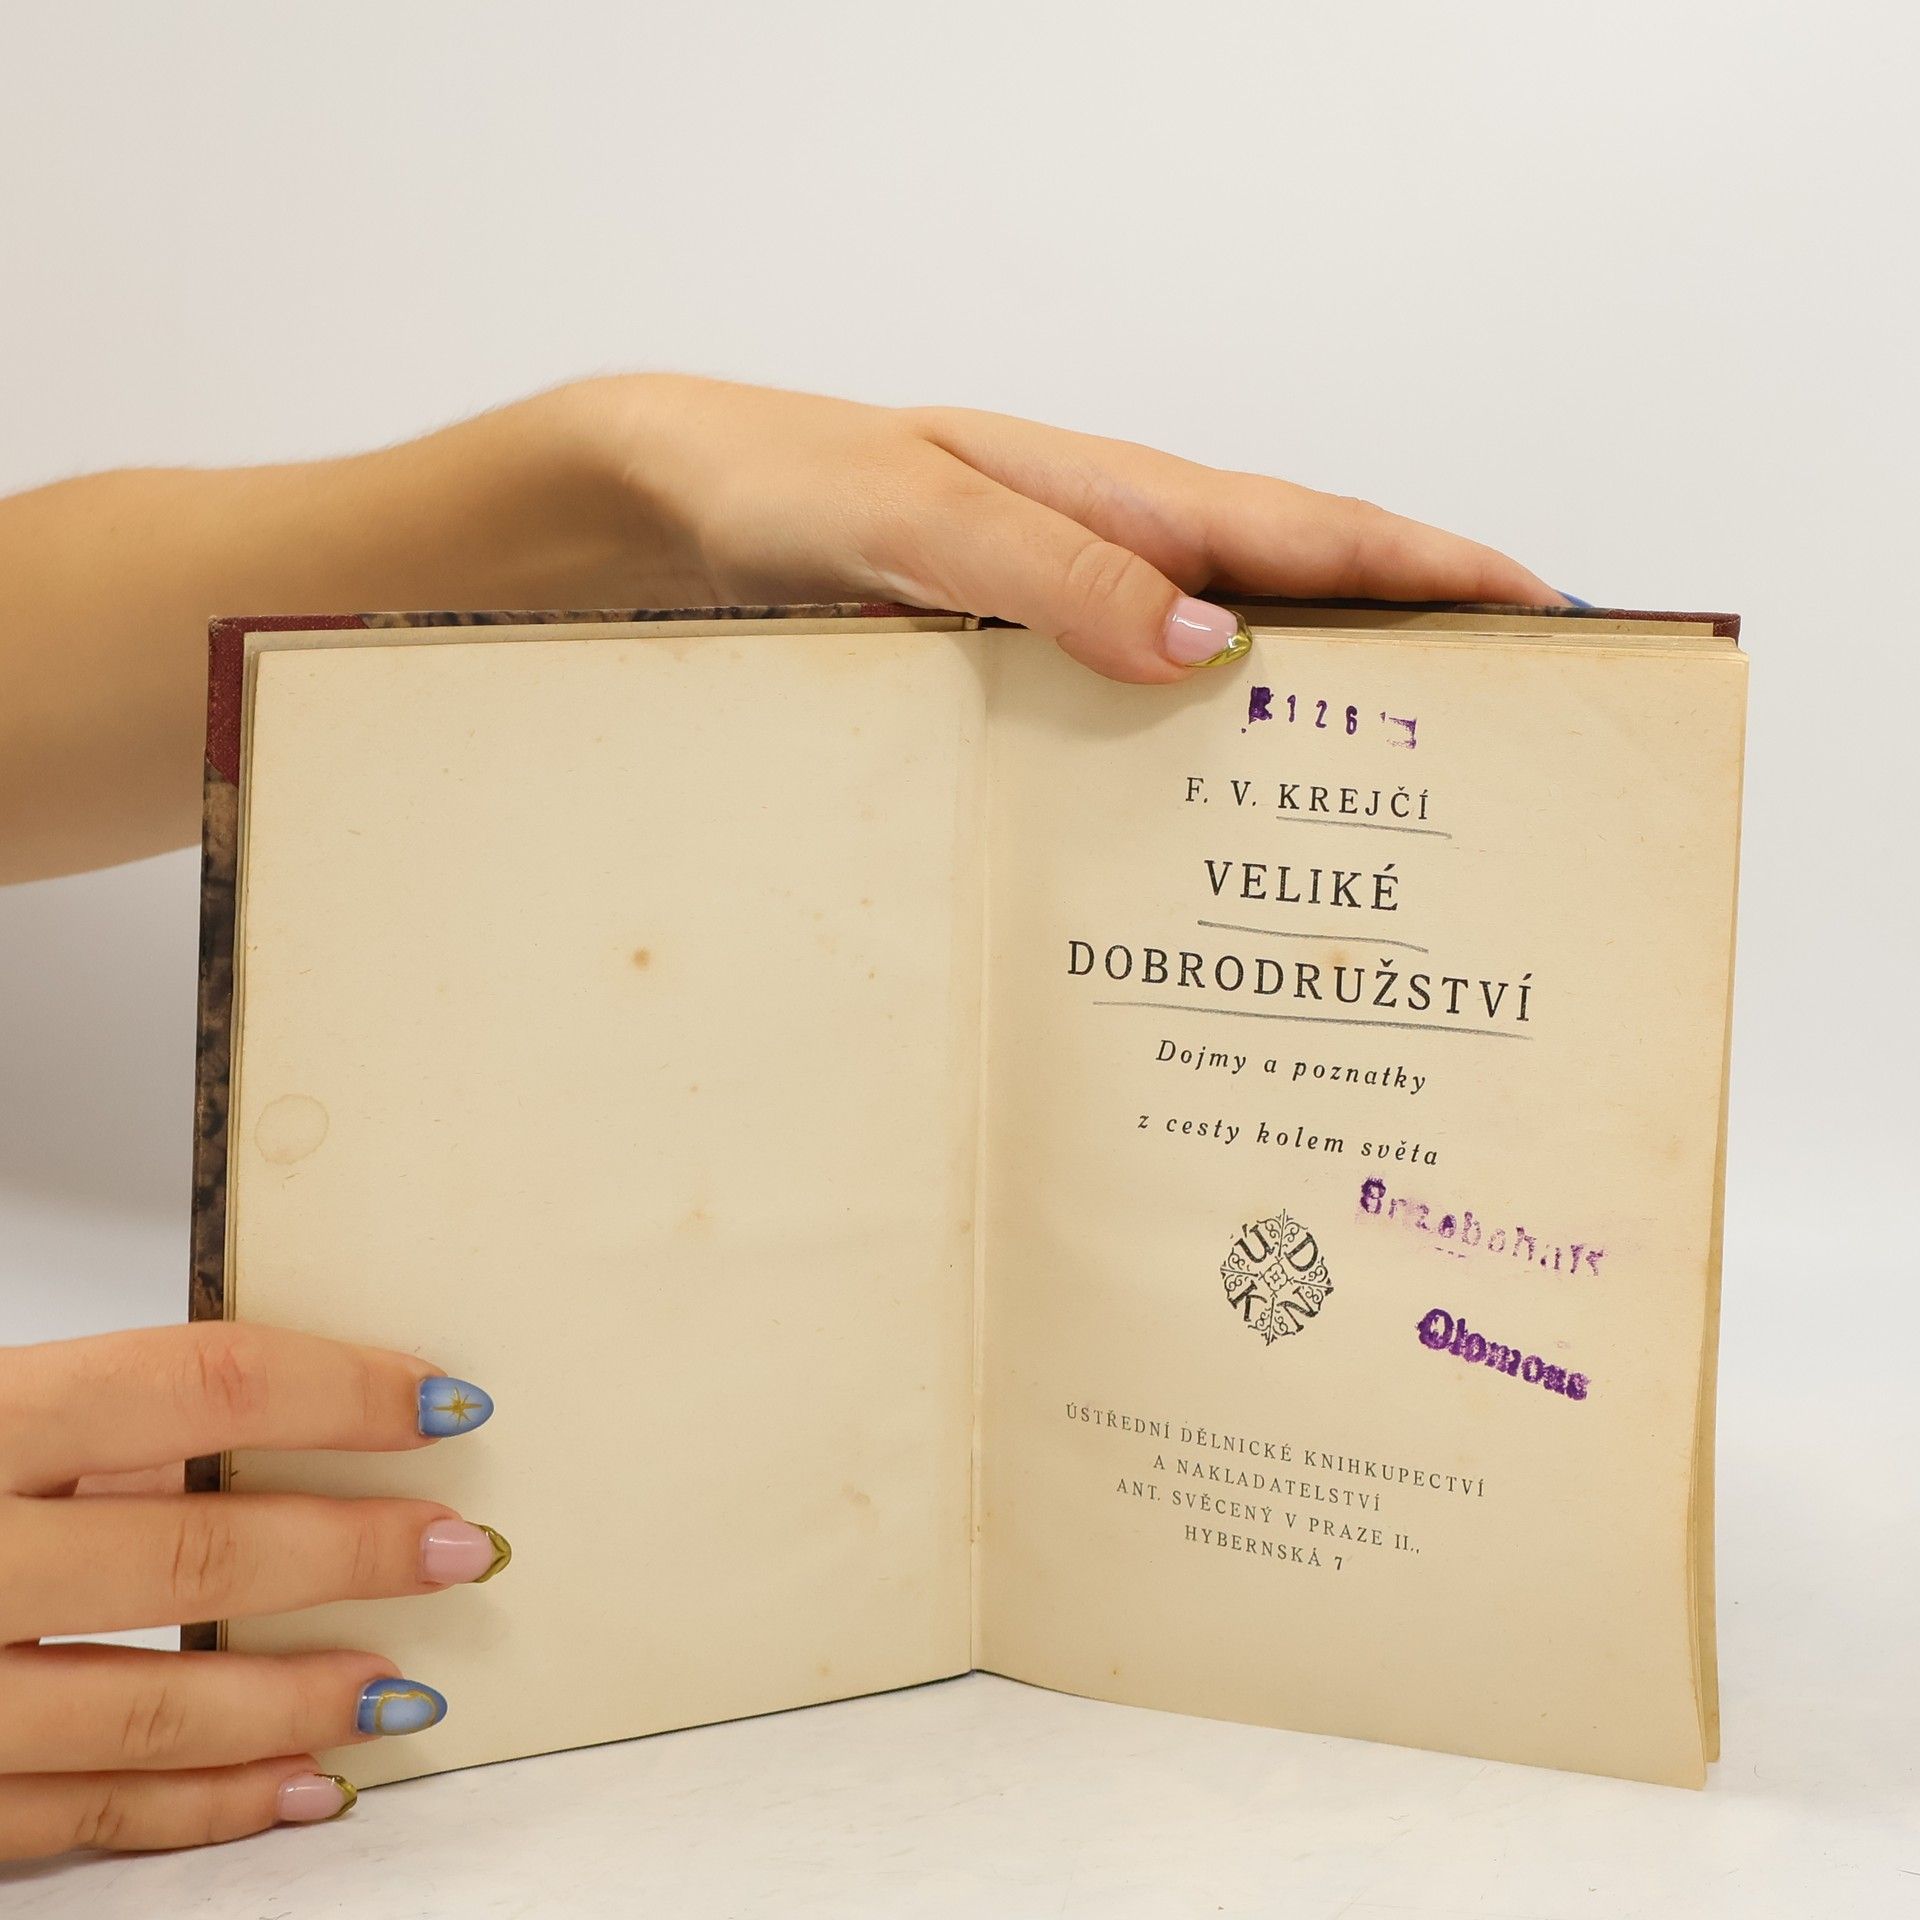 126
F. V. KREJČÍ
VELIKÉ
DOBRODRUŽSTVÍ
Dojmy a poznatky
z cesty kolem světa
ÚDKN
Olomouc
ÚSTŘEDNÍ DĚLNICKÉ KNIHKUPECTVÍ
A NAKLADATELSTVÍ
ANT. SVĚCENÝ V PRAZE II.,
HYBERNSKÁ 7